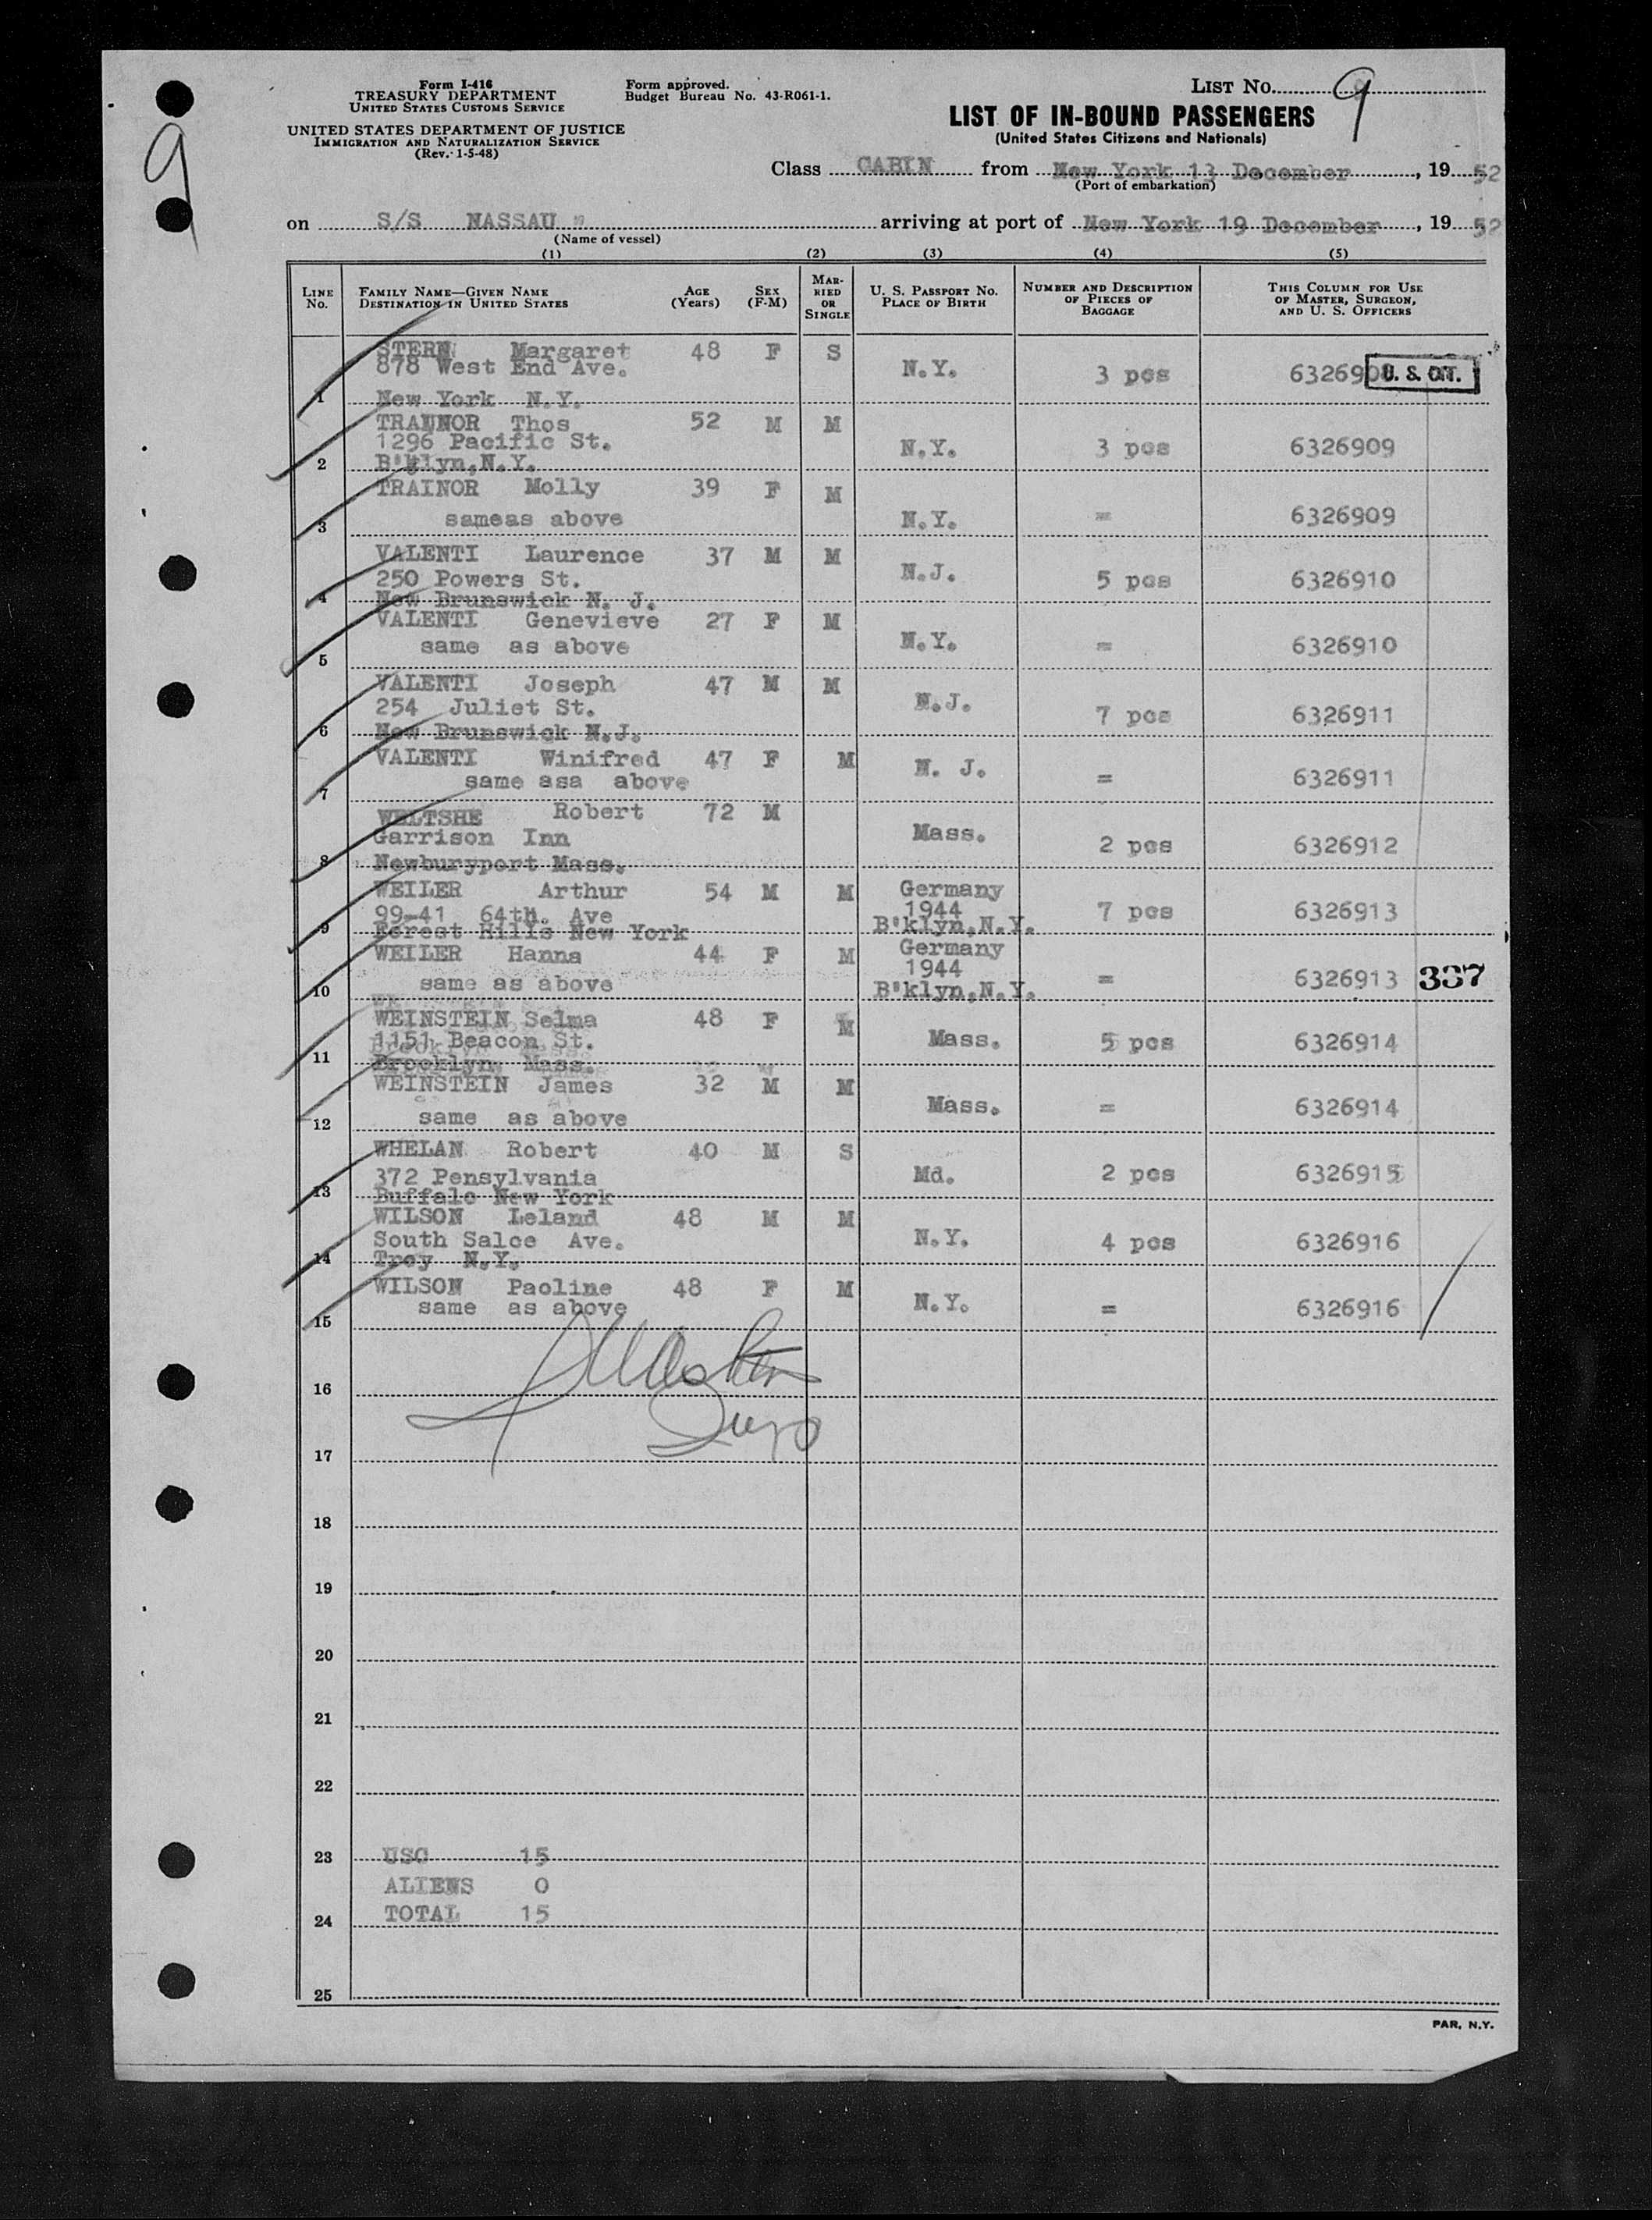 Form I-416
TREASURY DEPARTMENT
UNITED STATES CUSTOMS SERVICE
UNITED STATES DEPARTMENT OF JUSTICE
IMMIGRATION AND NATURALIZATION SERVICE
(Rev. 1-5-48)
Form approved.
Budget Bureau No. 43-R061-1.
LIST No. 9
9
LIST OF IN-BOUND PASSENGERS
(United States Citizens and Nationals)
Class CABIN from New York 13 December, 19 52
(Port of embarkation)
on S/S NASSAU arriving at port of New York 19 December, 19 52
(Name of vessel)
(1) (2) (3) (4) (5)
LINE No. FAMILY NAME—GIVEN NAME DESTINATION IN UNITED STATES AGE (Years) SEX (F-M) MARRIED OR SINGLE U. S. PASSPORT NO. PLACE OF BIRTH NUMBER AND DESCRIPTION OF PIECES OF BAGGAGE THIS COLUMN FOR USE OF MASTER, SURGEON, AND U. S. OFFICERS
STERN Margaret 48 F S
878 West End Ave. N.Y. 3 pcs 632690 U. S. CIT.
1 New York N.Y.
Thos 52 M M
1296 Pacific St. N.Y. 3 pcs 6326909
2 B'klyn,N.Y.
TRAINOR Molly 39 F M
3 sameas above N.Y. = 6326909
VALENTI Laurence 37 M M
250 Powers St. N.J. 5 pcs 6326910
4 New Brunswick N. J.
VALENTI Genevieve 27 F M
5 same as above N.Y. = 6326910
VALENTI Joseph 47 M M
254 Juliet St. N.J. 7 pcs 6326911
6 New Brunswick N.J.
VALENTI Winifred 47 F M
7 same asa above N. J. = 6326911
WELTSHE Robert 72 M
Garrison Inn Mass. 2 pcs 6326912
8 Newburyport Mass.
WEILER Arthur 54 M M Germany
99-41 64th. Ave 1944 7 pcs 6326913
9 Forest Hills New York B'klyn,N.Y.
WEILER Hanna 44 F M Germany
1944
10 same as above B'klyn,N.Y. = 6326913 337
WEINSTEIN Selma 48 F M
1151 Beacon St. Mass. 5 pcs 6326914
11 Brooklyn Mass.
WEINSTEIN James 32 M M
12 same as above Mass. = 6326914
WHELAN Robert 40 M S
372 Pensylvania Md. 2 pcs 6326915
13 Buffalo New York
WILSON Leland 48 M M
South Salce Ave. N.Y. 4 pcs 6326916
14 Troy N.Y.
WILSON Paoline 48 F M
15 same as above N.Y. = 6326916
16
17
18
19
20
21
22
23 USC 15
ALIENS 0
24 TOTAL 15
25
PAR, N.Y.